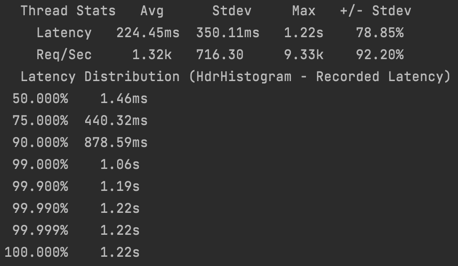 Thread Stats   Avg      Stdev     Max   +/- Stdev
Latency   224.45ms  350.11ms   1.22s    78.85%
Req/Sec     1.32k   716.30     9.33k    92.20%
Latency Distribution (HdrHistogram - Recorded Latency)
50.000%    1.46ms
75.000%  440.32ms
90.000%  878.59ms
99.000%    1.06s
99.900%    1.19s
99.990%    1.22s
99.999%    1.22s
100.000%    1.22s